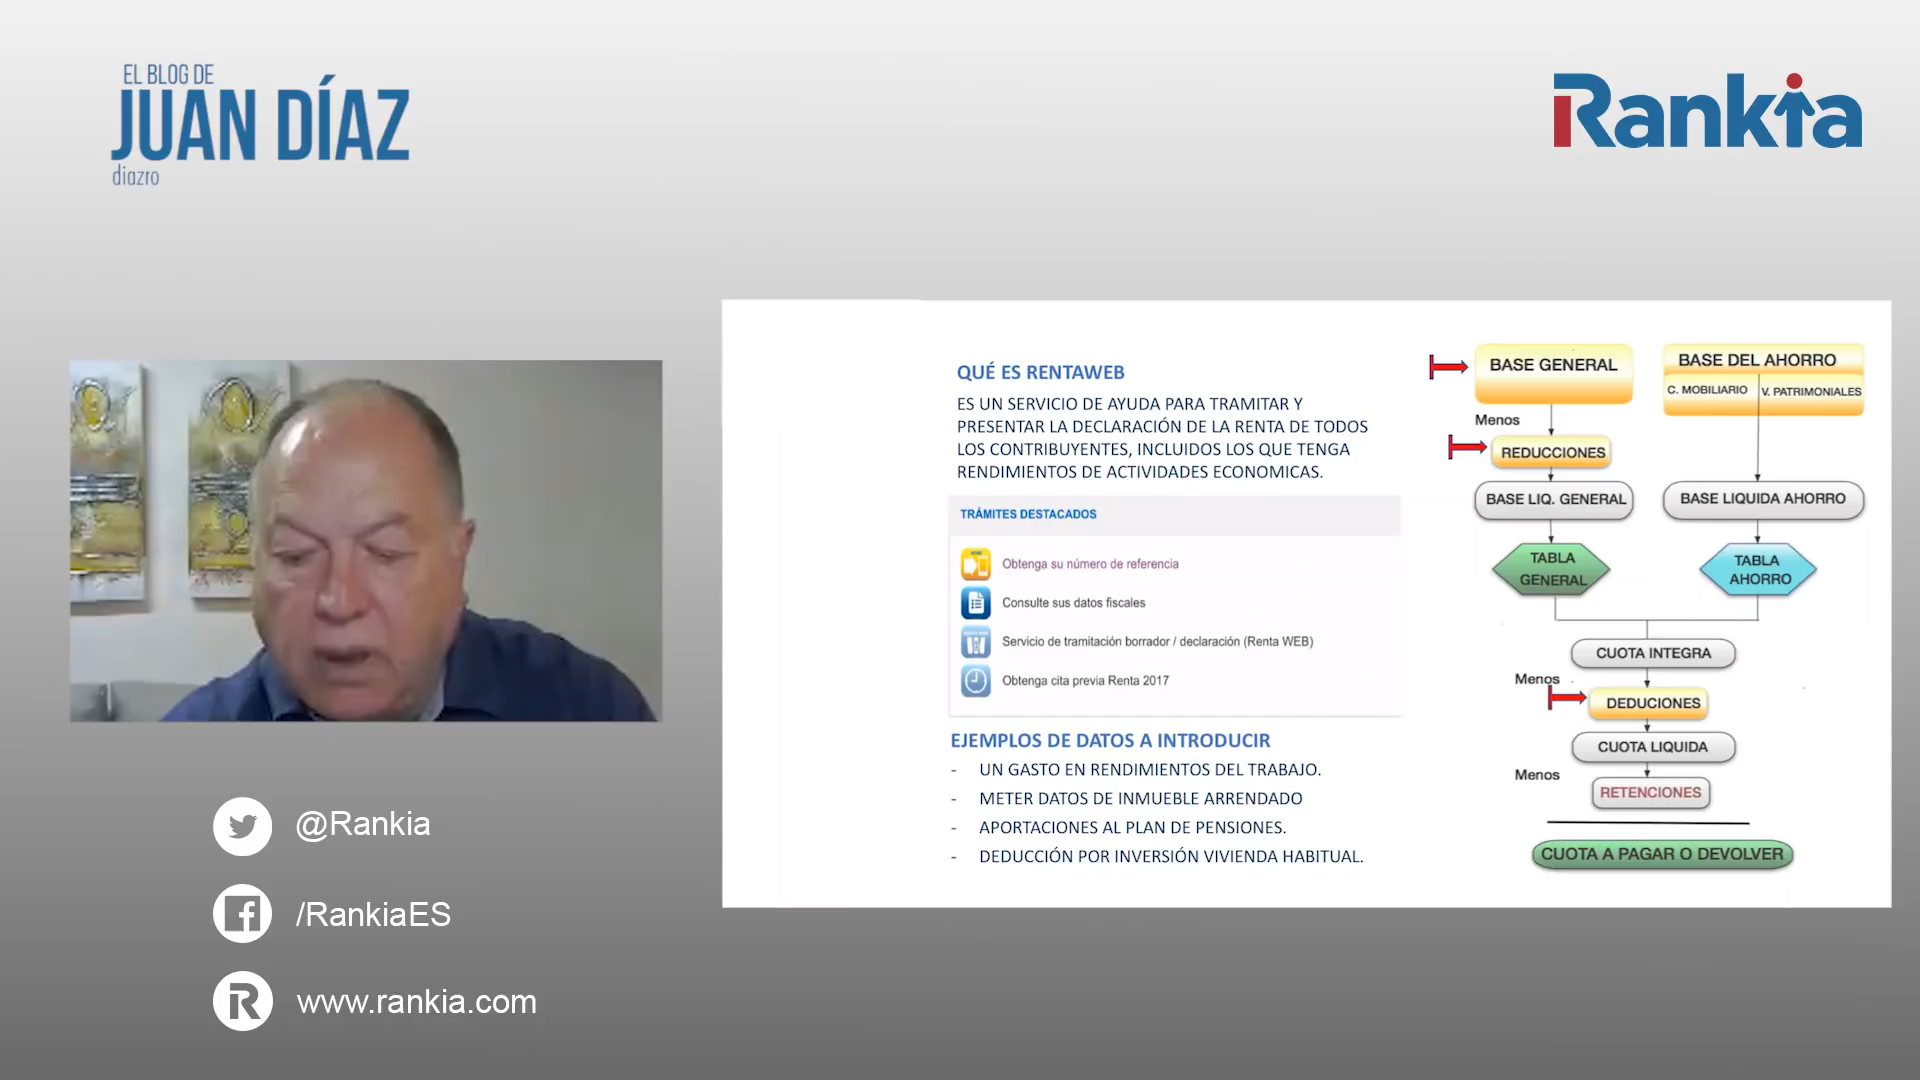 EL BLOG DE
JUAN DÍAZ
diazro
Rankia
@Rankia
/RankiaES
www.rankia.com
QUÉ ES RENTAWEB
ES UN SERVICIO DE AYUDA PARA TRAMITAR Y
PRESENTAR LA DECLARACIÓN DE LA RENTA DE TODOS
LOS CONTRIBUYENTES, INCLUIDOS LOS QUE TENGA
RENDIMIENTOS DE ACTIVIDADES ECONOMICAS.
TRÁMITES DESTACADOS
Obtenga su número de referencia
Consulte sus datos fiscales
Servicio de tramitación borrador / declaración (Renta WEB)
Obtenga cita previa Renta 2017
EJEMPLOS DE DATOS A INTRODUCIR
- UN GASTO EN RENDIMIENTOS DEL TRABAJO.
- METER DATOS DE INMUEBLE ARRENDADO
- APORTACIONES AL PLAN DE PENSIONES.
- DEDUCCIÓN POR INVERSIÓN VIVIENDA HABITUAL.
BASE GENERAL
Menos
REDUCCIONES
BASE LIQ. GENERAL
TABLA
GENERAL
BASE DEL AHORRO
C. MOBILIARIO
V. PATRIMONIALES
BASE LIQUIDA AHORRO
TABLA
AHORRO
CUOTA INTEGRA
Menos
DEDUCIONES
CUOTA LIQUIDA
Menos
RETENCIONES
CUOTA A PAGAR O DEVOLVER